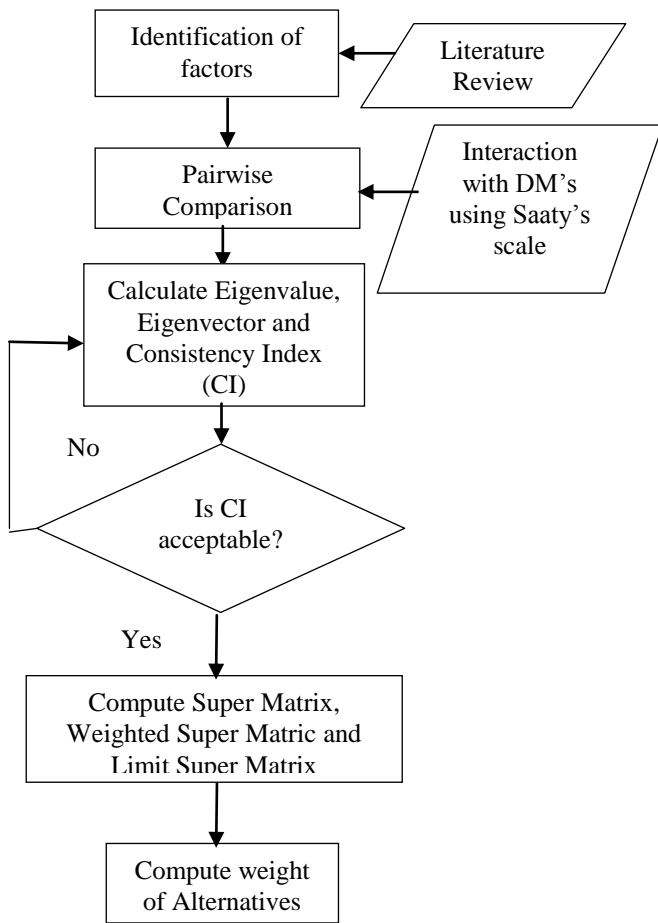 Identification of
factors
Literature
Review
Pairwise
Comparison
Interaction
with DM's
using Saaty's
scale
Calculate Eigenvalue,
Eigenvector and
Consistency Index
(CI)
No
Is CI
acceptable?
Yes
Compute Super Matrix,
Weighted Super Matric and
Limit Super Matrix
Compute weight
of Alternatives